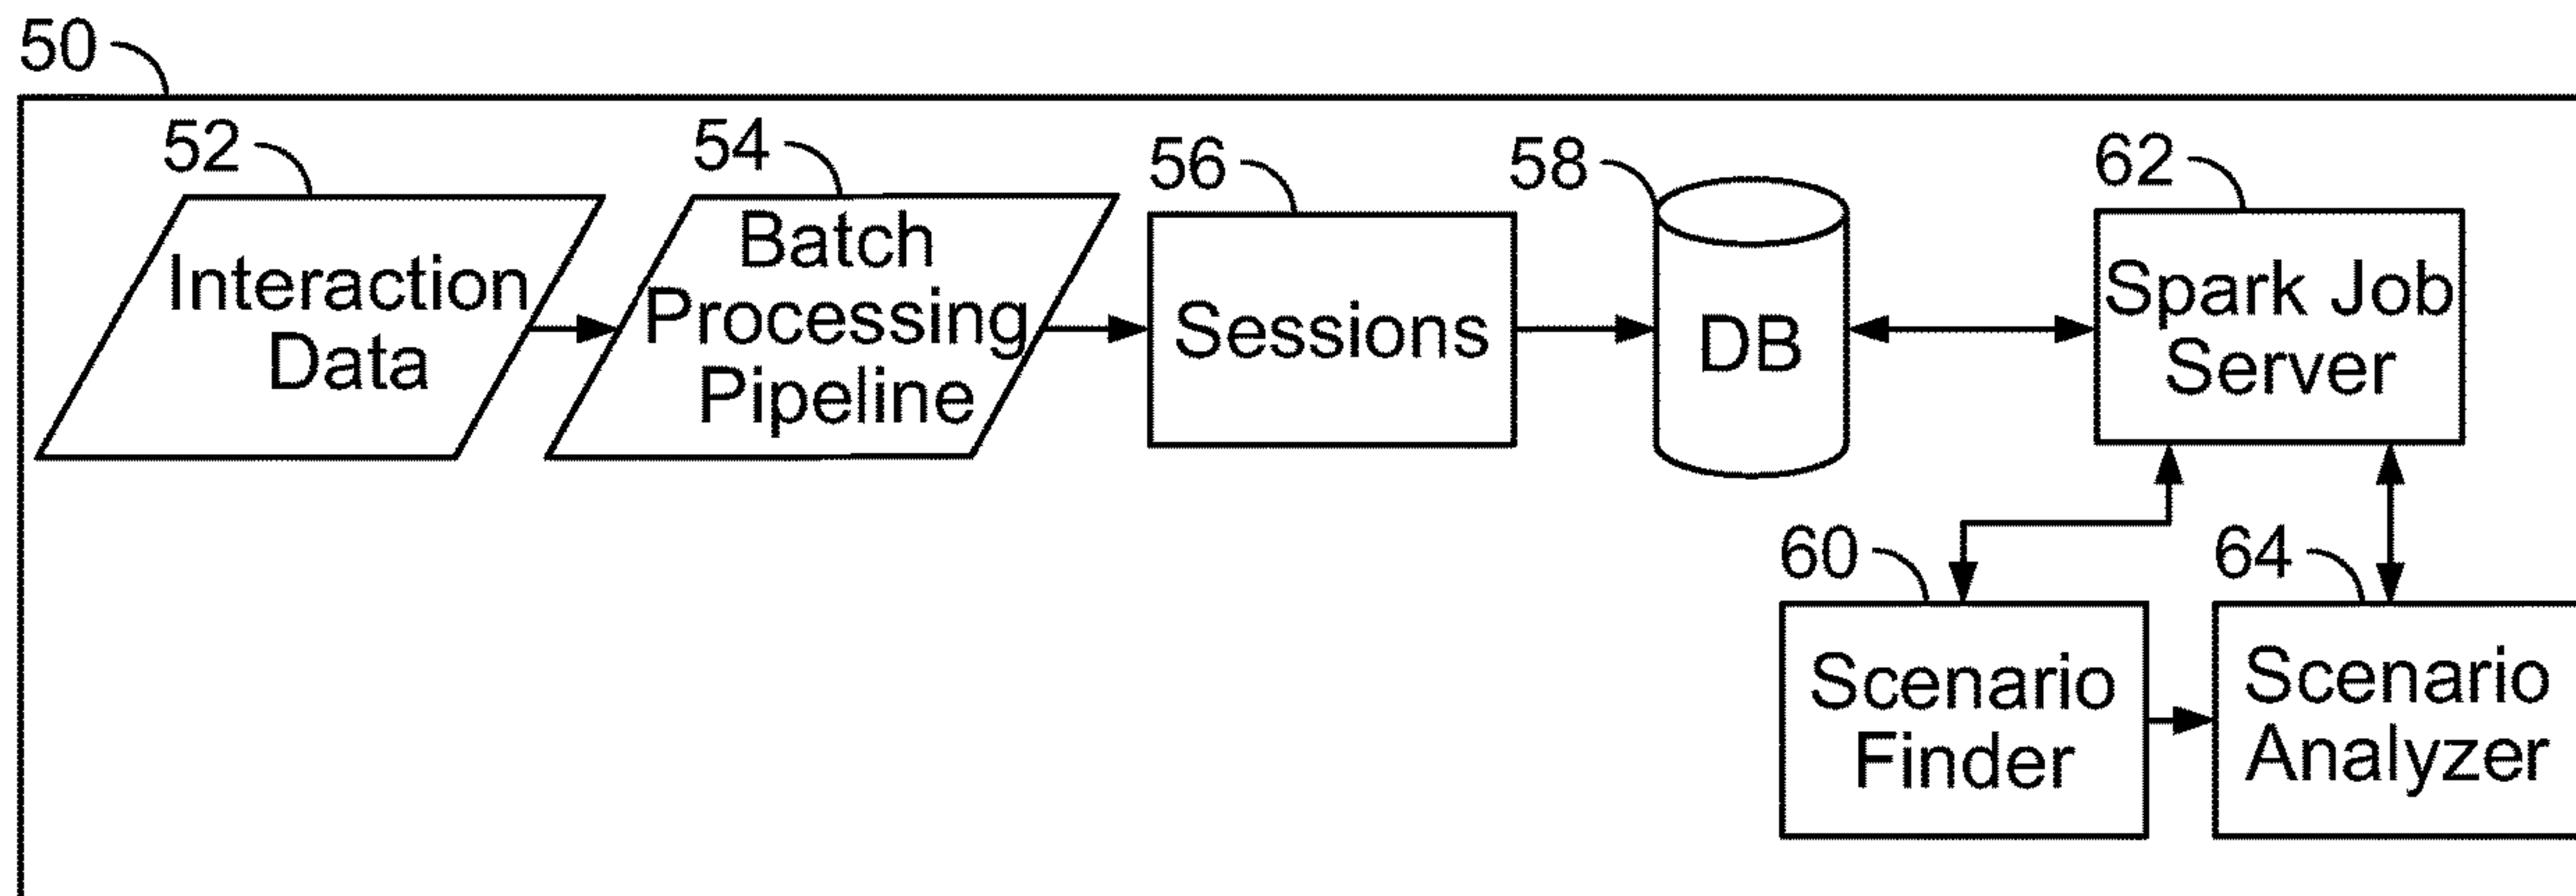 50
52
Interaction
Data
54
Batch
Processing
Pipeline
56
Sessions
58
DB
62
Spark Job
Server
60
Scenario
Finder
64
Scenario
Analyzer